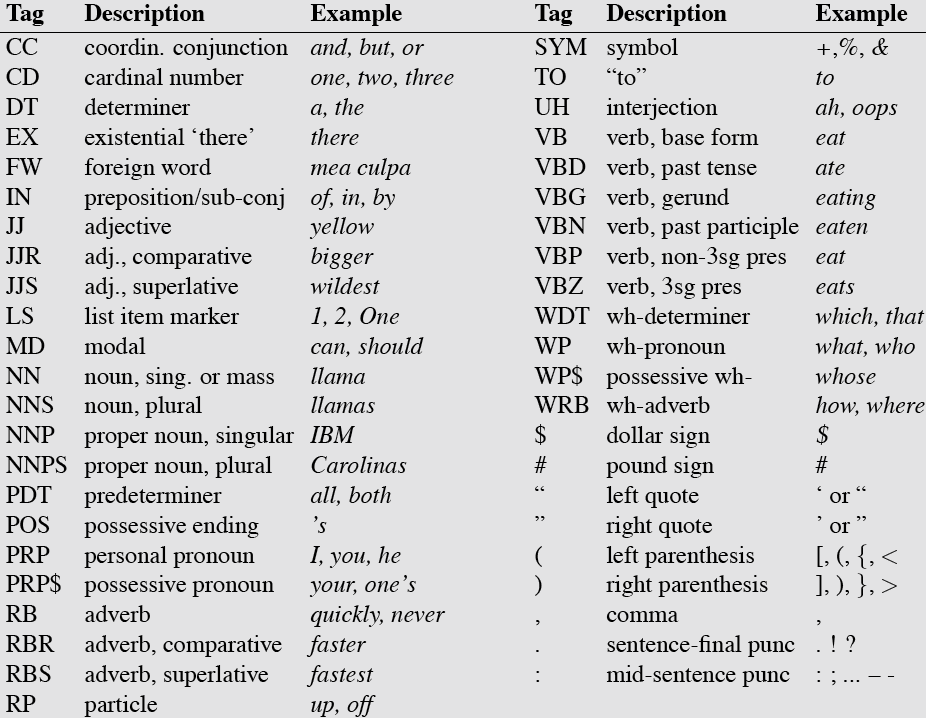 Tag Description Example Tag Description Example
CC coordin. conjunction and, but, or SYM symbol +,%, &
CD cardinal number one, two, three TO “to” to
DT determiner a, the UH interjection ah, oops
EX existential ‘there’ there VB verb, base form eat
FW foreign word mea culpa VBD verb, past tense ate
IN preposition/sub-conj of, in, by VBG verb, gerund eating
JJ adjective yellow VBN verb, past participle eaten
JJR adj., comparative bigger VBP verb, non-3sg pres eat
JJS adj., superlative wildest VBZ verb, 3sg pres eats
LS list item marker 1, 2, One WDT wh-determiner which, that
MD modal can, should WP wh-pronoun what, who
NN noun, sing. or mass llama WP$ possessive wh- whose
NNS noun, plural llamas WRB wh-adverb how, where
NNP proper noun, singular IBM $ dollar sign $
NNPS proper noun, plural Carolinas # pound sign #
PDT predeterminer all, both “ left quote ‘ or “
POS possessive ending ’s ” right quote ’ or ”
PRP personal pronoun I, you, he ( left parenthesis [, (, {, <
PRP$ possessive pronoun your, one’s ) right parenthesis ], ), }, >
RB adverb quickly, never , comma ,
RBR adverb, comparative faster . sentence-final punc . ! ?
RBS adverb, superlative fastest : mid-sentence punc : ; ... – -
RP particle up, off